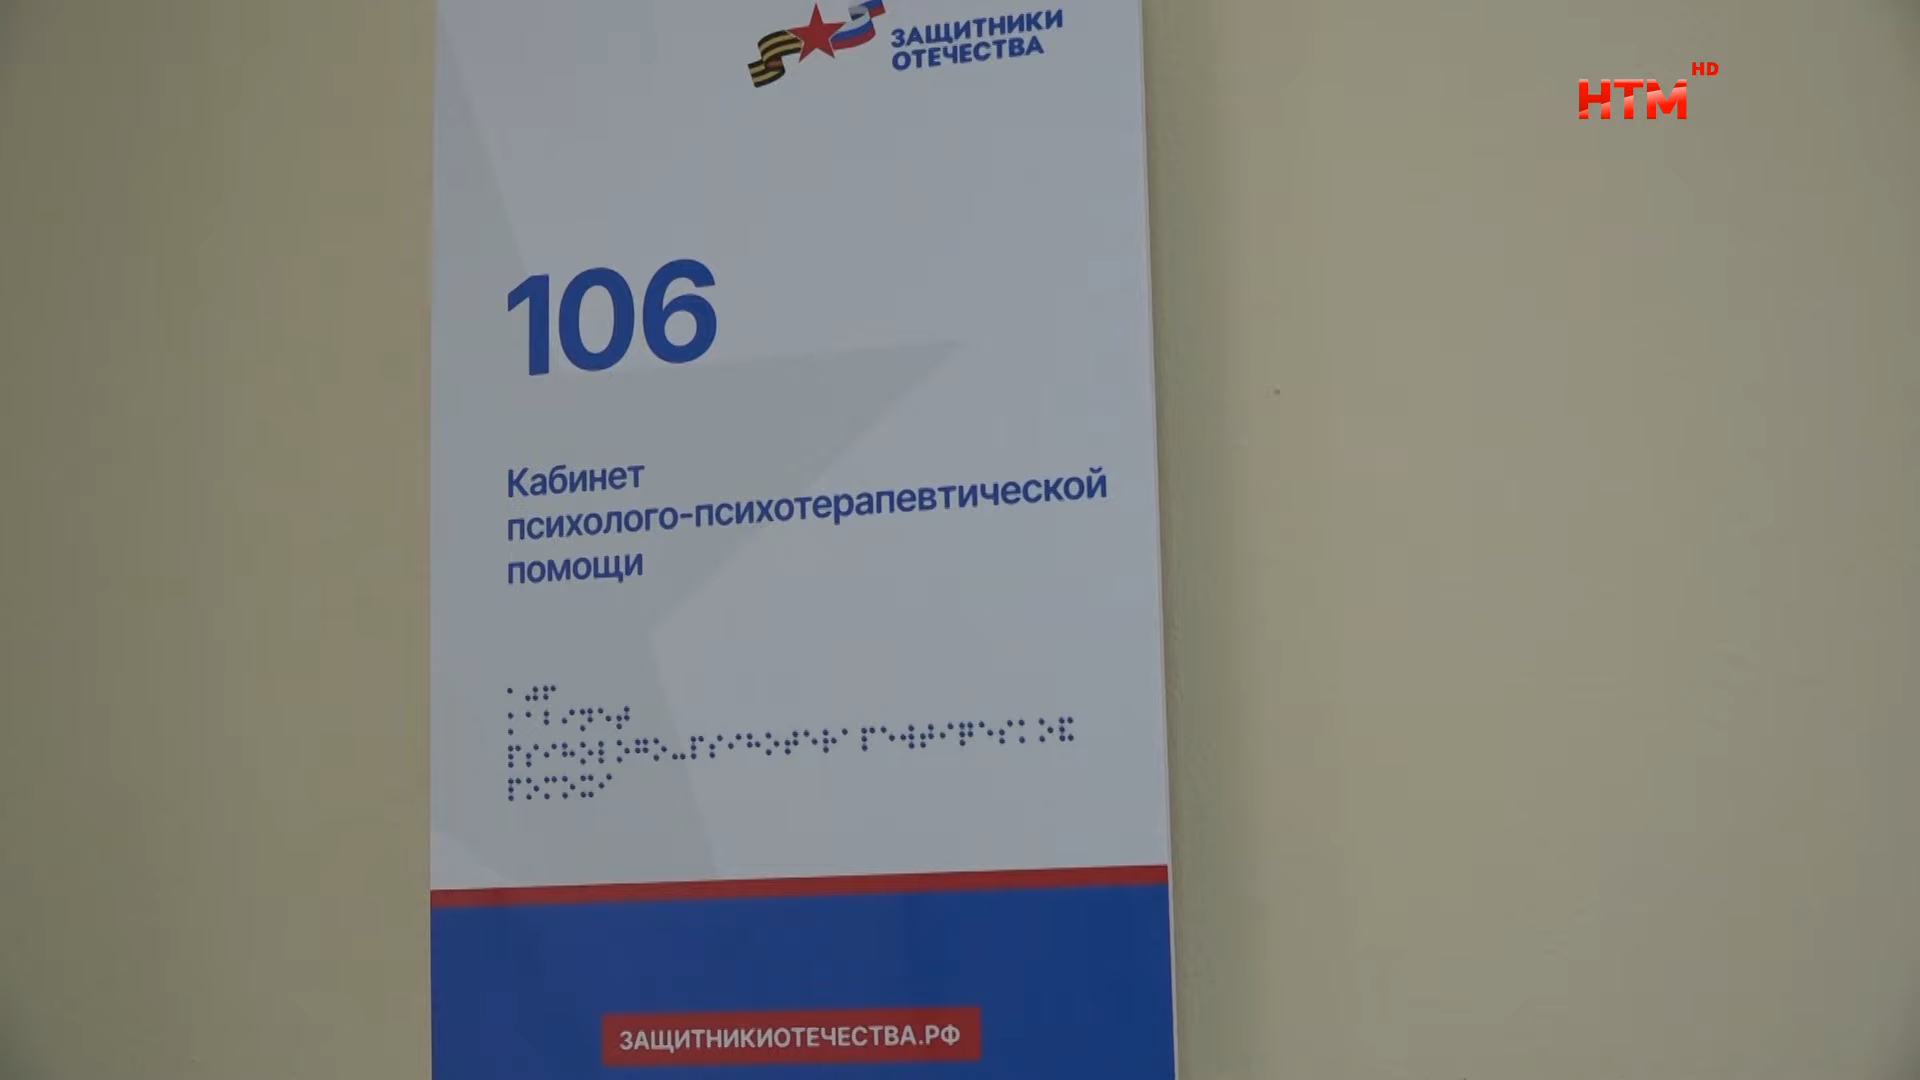 ЗАЩИТНИКИ
ОТЕЧЕСТВА
НТМ HD
106
Кабинет
психолого-психотерапевтической
помощи
ЗАЩИТНИКИОТЕЧЕСТВА.РФ